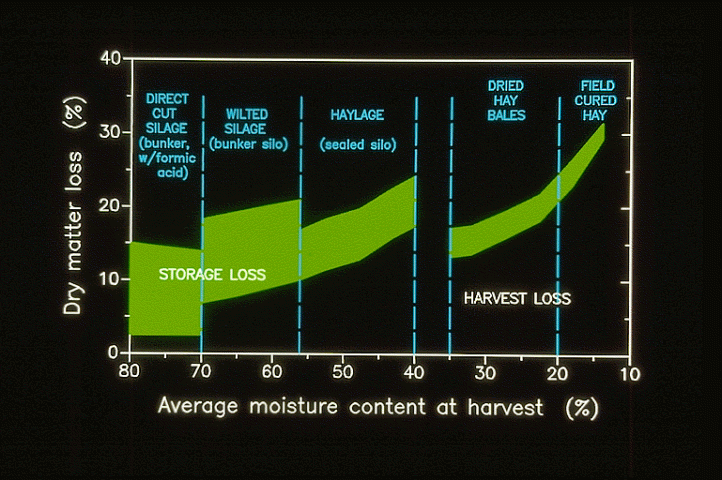 40
30
20
10
0
Dry matter loss (%)
DIRECT
CUT
SILAGE
(bunker,
w/formic
acid)
WILTED
SILAGE
(bunker silo)
HAYLAGE
(sealed silo)
DRIED
HAY
BALES
FIELD
CURED
HAY
STORAGE LOSS
HARVEST LOSS
80 70 60 50 40 30 20 10
Average moisture content at harvest (%)